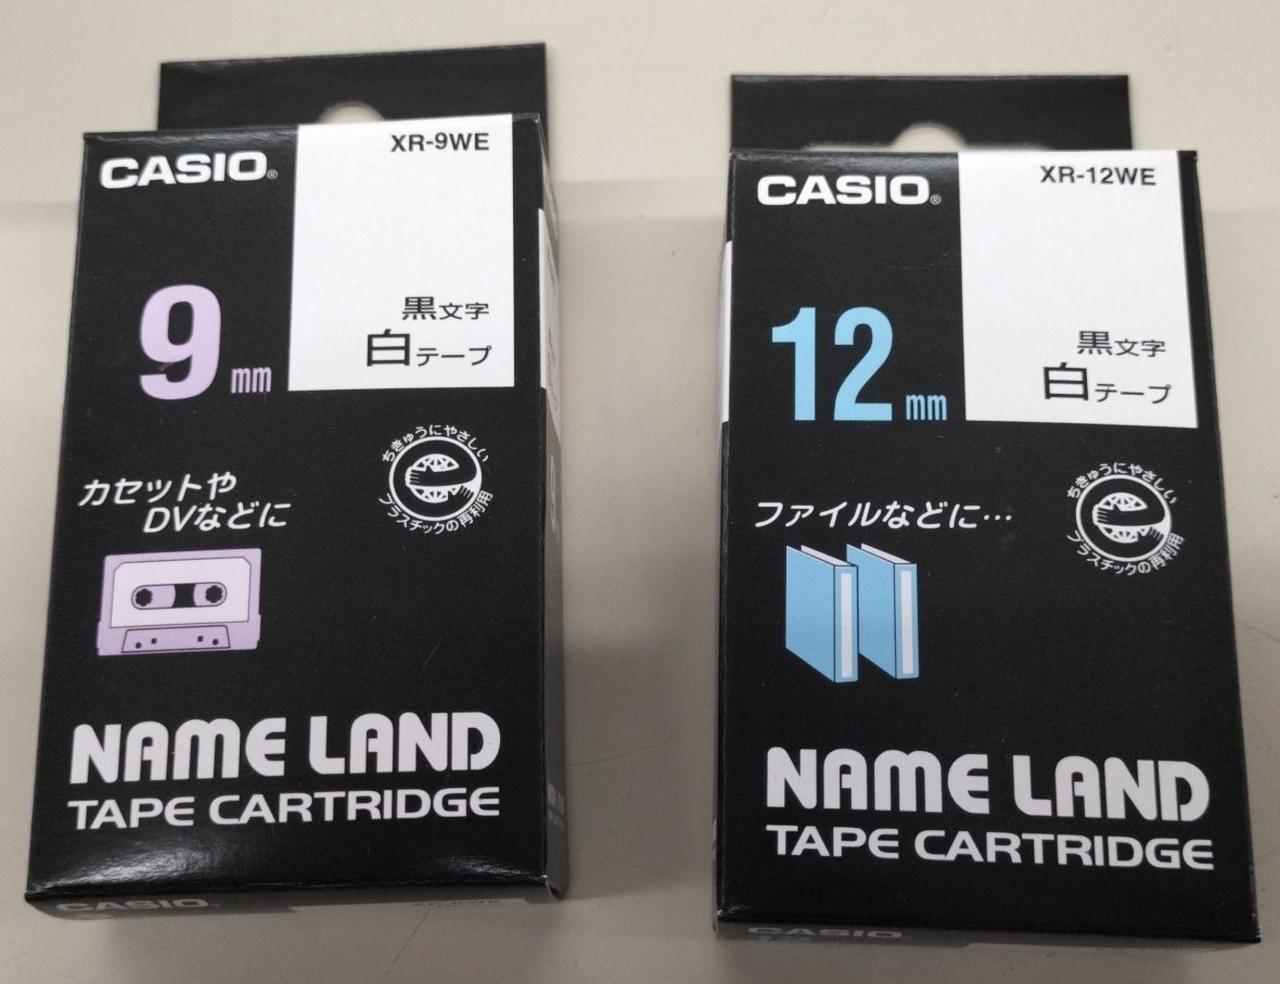 CASIO®
XR-9WE
黒文字
白テープ
9mm
ちきゅうにやさしい
プラスチックの再利用
カセットや
DVなどに
NAME LAND
TAPE CARTRIDGE
CASIO
CASIO®
XR-12WE
黒文字
白テープ
12mm
ちきゅうにやさしい
プラスチックの再利用
ファイルなどに…
NAME LAND
TAPE CARTRIDGE
CASIO